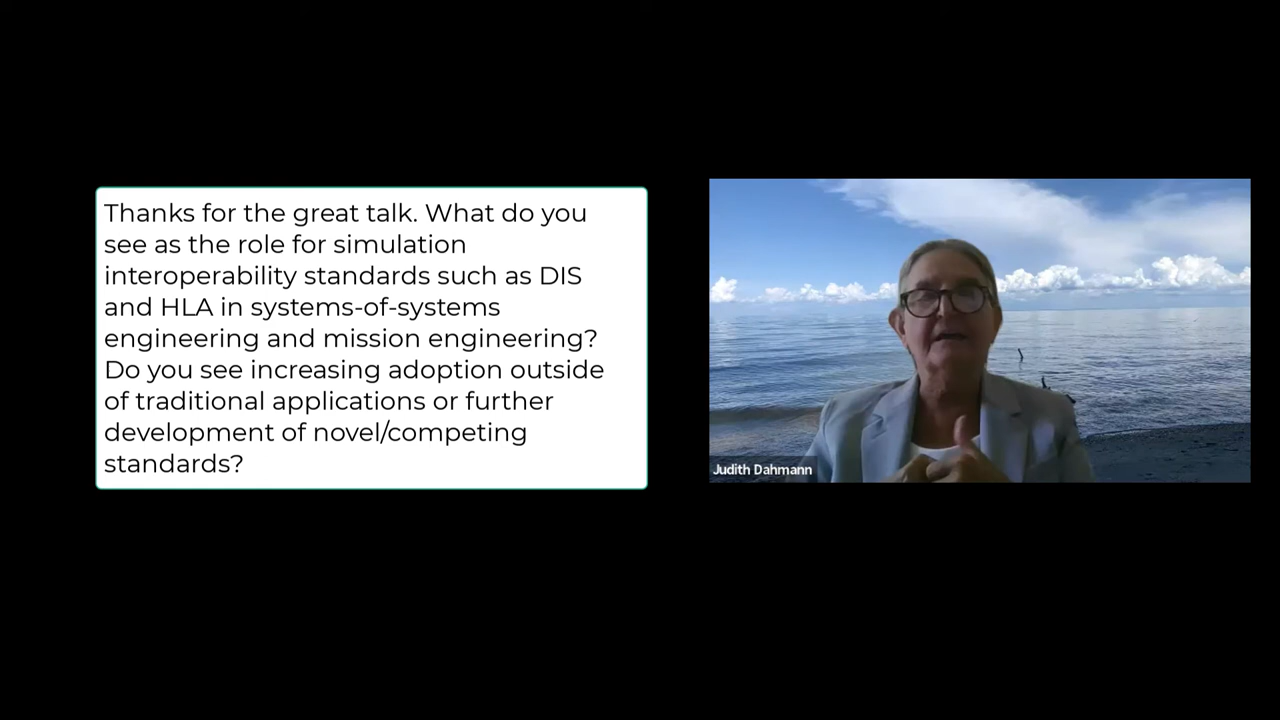 Thanks for the great talk. What do you
see as the role for simulation
interoperability standards such as DIS
and HLA in systems-of-systems
engineering and mission engineering?
Do you see increasing adoption outside
of traditional applications or further
development of novel/competing
standards?
Judith Dahmann